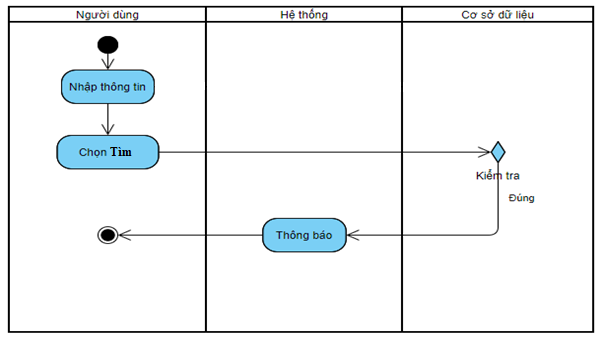 Người dùng
Hệ thống
Cơ sở dữ liệu
Nhập thông tin
Chọn Tìm
Kiểm tra
Đúng
Thông báo